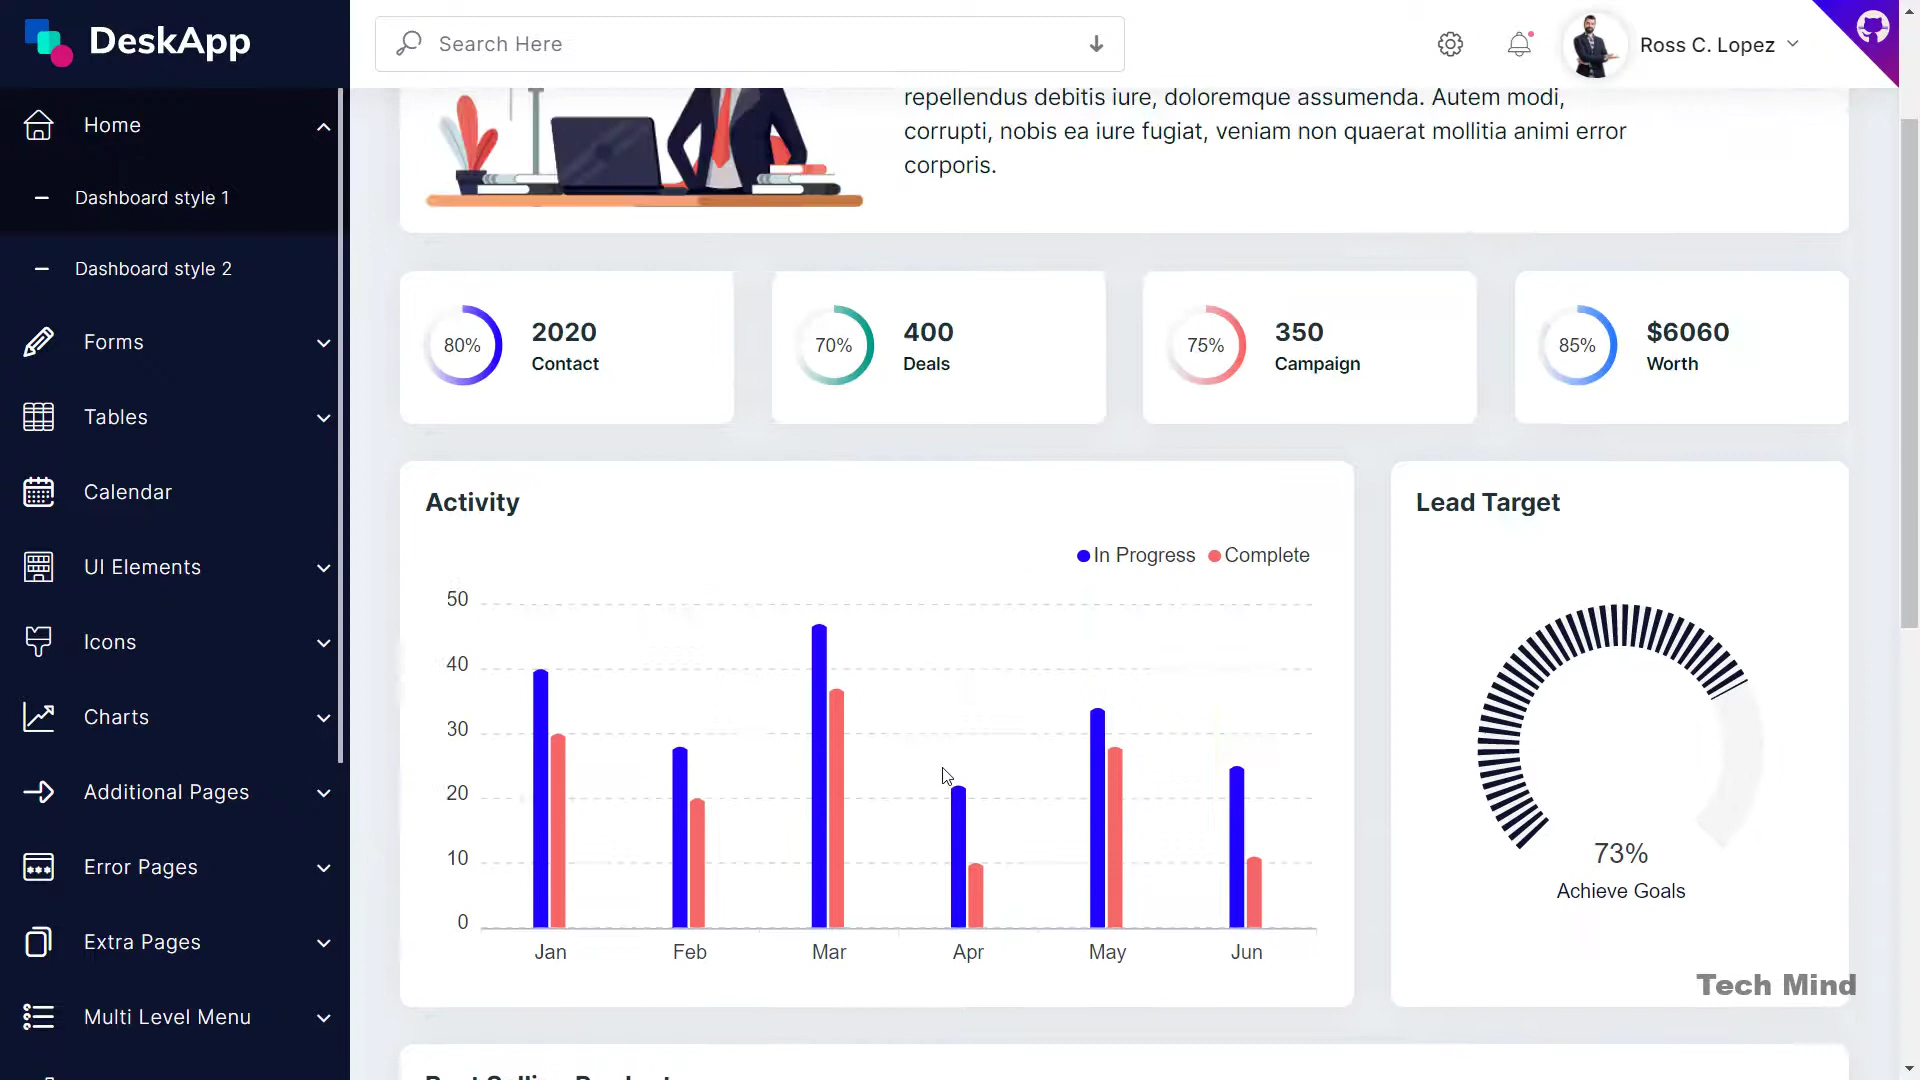 DeskApp
Search Here
Ross C. Lopez
Home
Dashboard style 1
Dashboard style 2
Forms
Tables
Calendar
UI Elements
Icons
Charts
Additional Pages
Error Pages
Extra Pages
Multi Level Menu
repellendus debitis iure, doloremque assumenda. Autem modi,
corrupti, nobis ea iure fugiat, veniam non quaerat mollitia animi error
corporis.
80%
2020
Contact
70%
400
Deals
75%
350
Campaign
85%
$6060
Worth
Activity
In Progress Complete
50
40
30
20
10
0
Jan Feb Mar Apr May Jun
Lead Target
73%
Achieve Goals
Tech Mind